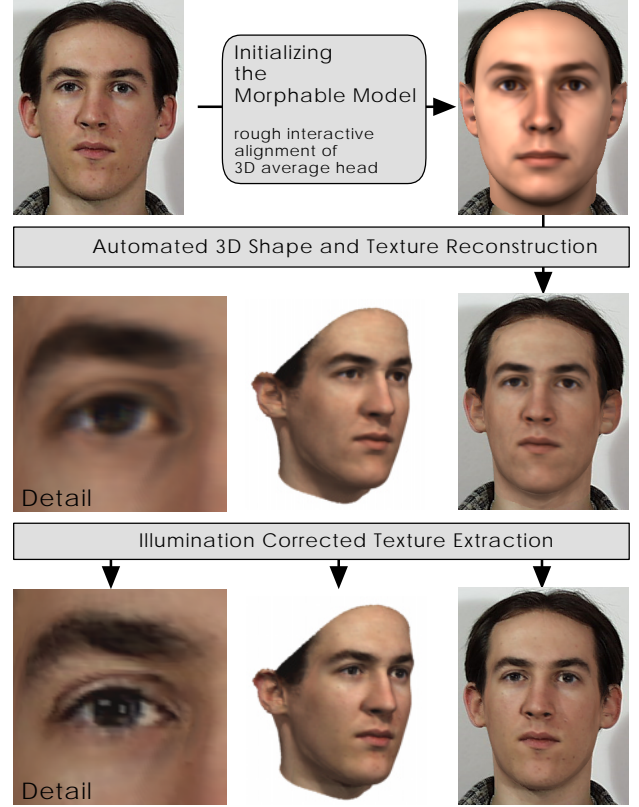 Initializing
the
Morphable Model
rough interactive
alignment of
3D average head
Automated 3D Shape and Texture Reconstruction
Detail
Illumination Corrected Texture Extraction
Detail